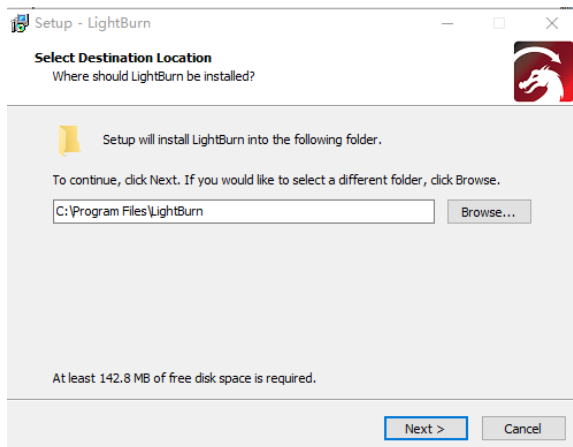 Setup - LightBurn
Select Destination Location
Where should LightBurn be installed?
Setup will install LightBurn into the following folder.
To continue, click Next. If you would like to select a different folder, click Browse.
C:\Program Files\LightBurn
Browse...
At least 142.8 MB of free disk space is required.
Next >
Cancel